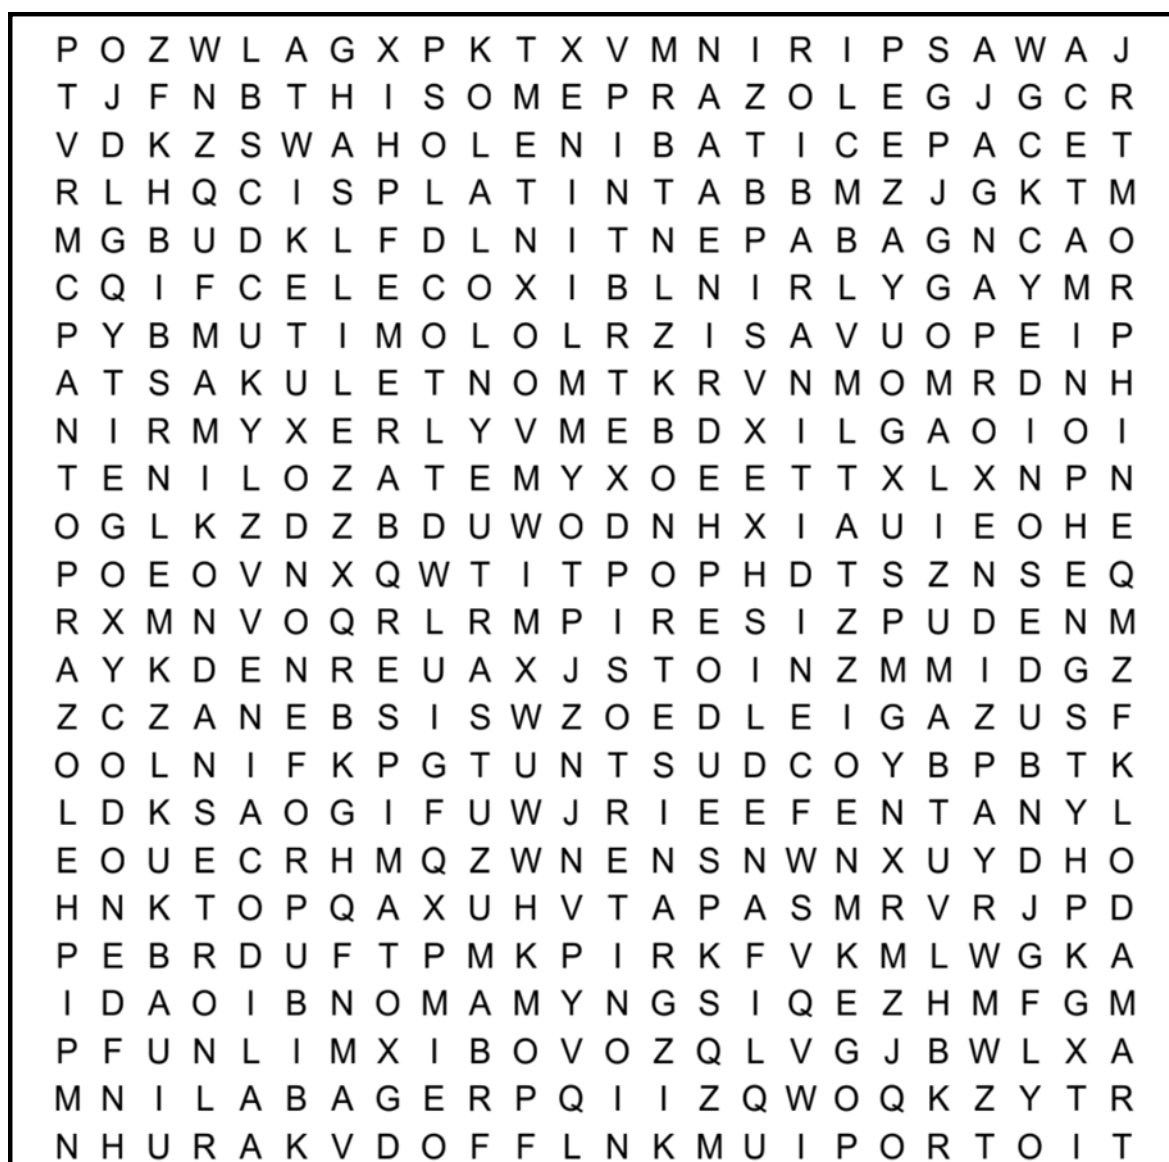 P O Z W L A G X P K T X V M N I R I P S A W A J
T J F N B T H I S O M E P R A Z O L E G J G C R
V D K Z S W A H O L E N I B A T I C E P A C E T
R L H Q C I S P L A T I N T A B B M Z J G K T M
M G B U D K L F D L N I T N E P A B A G N C A O
C Q I F C E L E C O X I B L N I R L Y G A Y M R
P Y B M U T I M O L O L R Z I S A V U O P E I P
A T S A K U L E T N O M T K R V N M O M R D N H
N I R M Y X E R L Y V M E B D X I L G A O I O I
T E N I L O Z A T E M Y X O E E T T X L X N P N
O G L K Z D Z B D U W O D N H X I A U I E O H E
P O E O V N X Q W T I T P O P H D T S Z N S E Q
R X M N V O Q R L R M P I R E S I Z P U D E N M
A Y K D E N R E U A X J S T O I N Z M M I D G Z
Z C Z A N E B S I S W Z O E D L E I G A Z U S F
O O L N I F K P G T U N T S U D C O Y B P B T K
L D K S A O G I F U W J R I E E F E N T A N Y L
E O U E C R H M Q Z W N E N S N W N X U Y D H O
H N K T O P Q A X U H V T A P A S M R V R J P D
P E B R D U F T P M K P I R K F V K M L W G K A
I D A O I B N O M A M Y N G S I Q E Z H M F G M
P F U N L I M X I B O V O Z Q L V G J B W L X A
M N I L A B A G E R P Q I I Z Q W O Q K Z Y T R
N H U R A K V D O F F L N K M U I P O R T O I T